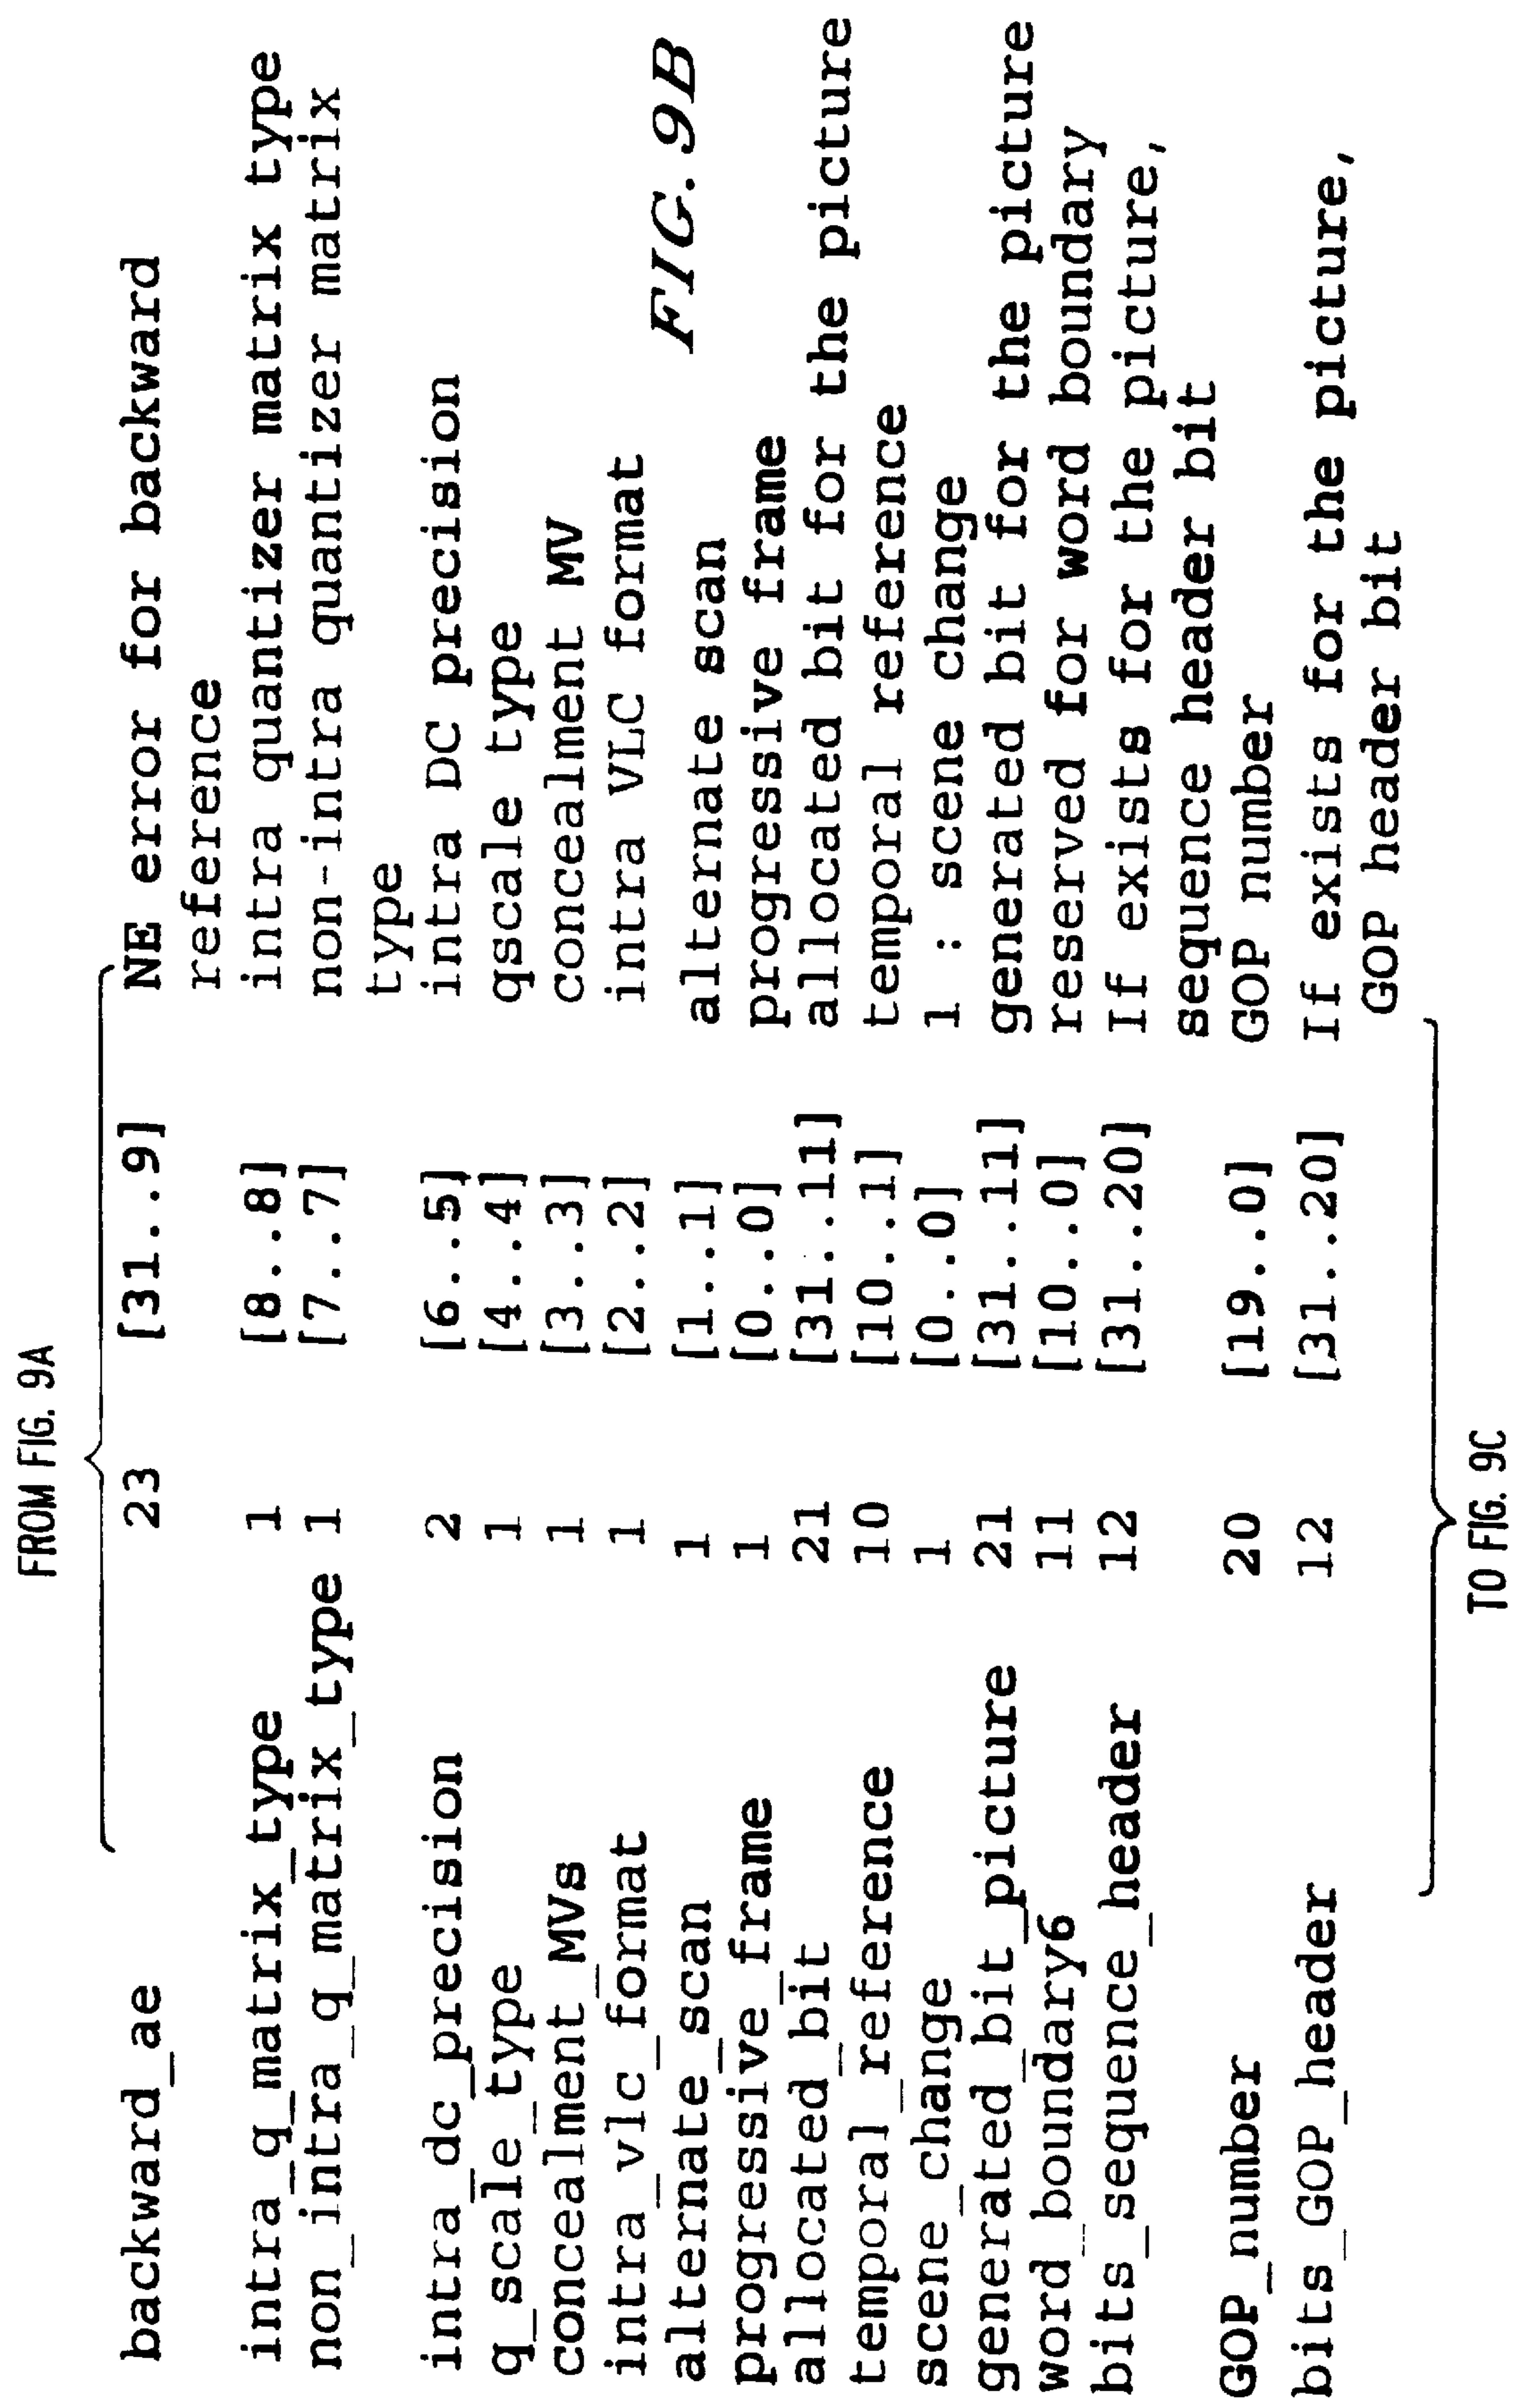 FROM FIG. 9A
backward_ae 23 [31..9] NE error for backward
reference
intra_q_matrix_type 1 [8..8] intra quantizer matrix type
non_intra_q_matrix_type 1 [7..7] non-intra quantizer matrix
type
intra_dc_precision 2 [6..5] intra DC precision
q_scale_type 1 [4..4] qscale type
concealment_MVs 1 [3..3] concealment MV
intra_vlc_format 1 [2..2] intra VLC format
alternate_scan 1 [1..1] alternate scan
progressive_frame 1 [0..0] progressive frame
allocated_bit 21 [31..11] allocated bit for the picture
temporal_reference 10 [10..1] temporal reference
scene_change 1 [0..0] 1 : scene change
generated_bit_picture 21 [31..11] generated bit for the picture
word_boundary6 11 [10..0] reserved for word boundary
bits_sequence_header 12 [31..20] If exists for the picture,
sequence header bit
GOP_number 20 [19..0] GOP number
bits_GOP_header 12 [31..20] If exists for the picture,
GOP header bit
TO FIG. 9C
FIG. 9B